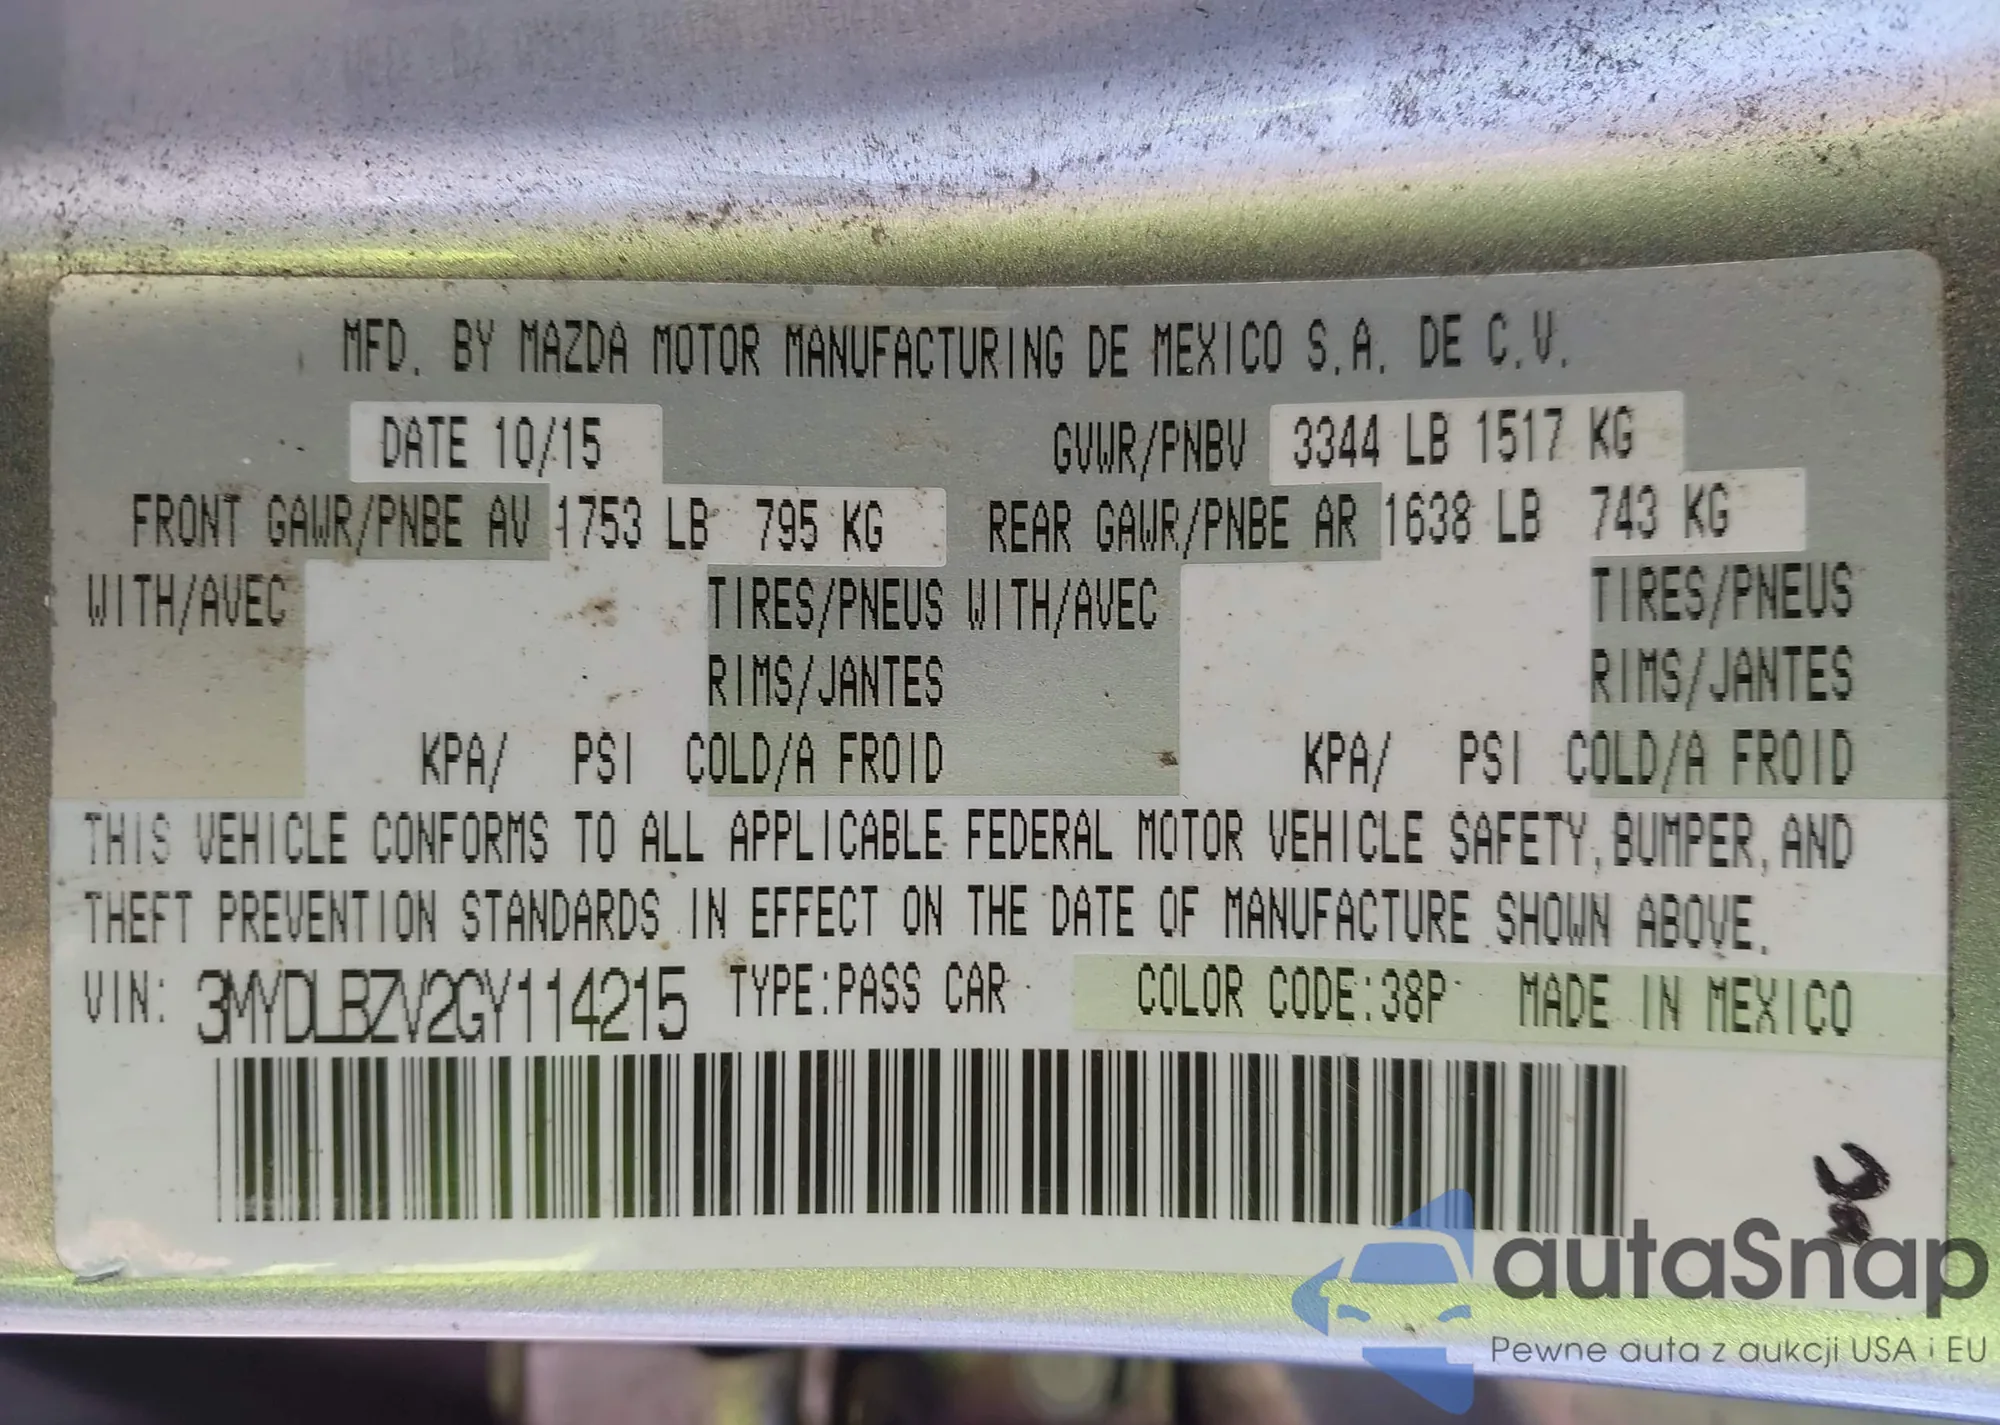 MFD. BY MAZDA MOTOR MANUFACTURING DE MEXICO S.A. DE C.V.
DATE 10/15 GVWR/PNBV 3344 LB 1517 KG
FRONT GAWR/PNBE AV 1753 LB 795 KG REAR GAWR/PNBE AR 1638 LB 743 KG
WITH/AVEC TIRES/PNEUS WITH/AVEC TIRES/PNEUS
RIMS/JANTES RIMS/JANTES
KPA/ PSI COLD/A FROID KPA/ PSI COLD/A FROID
THIS VEHICLE CONFORMS TO ALL APPLICABLE FEDERAL MOTOR VEHICLE SAFETY, BUMPER, AND
THEFT PREVENTION STANDARDS IN EFFECT ON THE DATE OF MANUFACTURE SHOWN ABOVE.
VIN: 3MYDLBZV2GY114215 TYPE:PASS CAR COLOR CODE:38P MADE IN MEXICO
autaSnap
Pewne auta z aukcji USA i EU